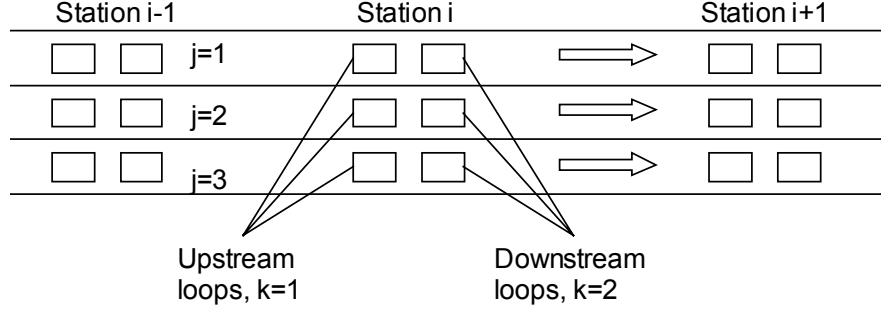 Station i-1
Station i
Station i+1
j=1
j=2
j=3
Upstream
loops, k=1
Downstream
loops, k=2